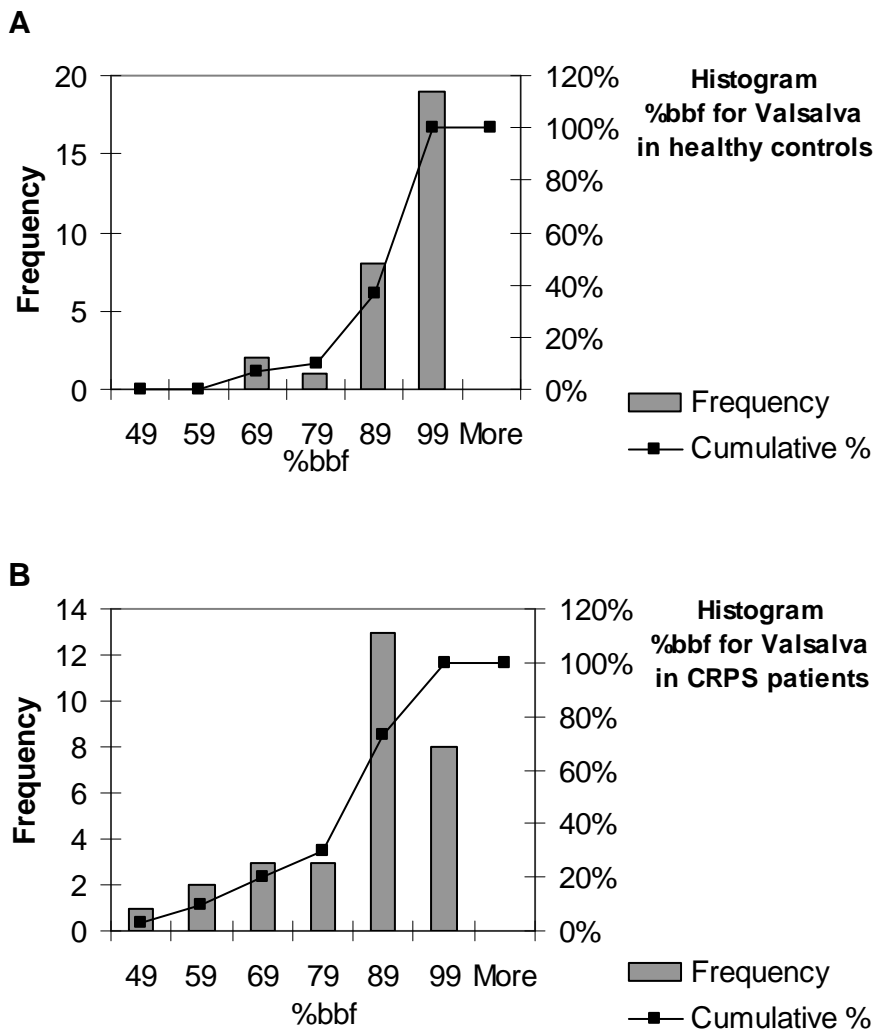 A
Histogram
%bbf for Valsalva
in healthy controls
20
15
10
5
0
Frequency
120%
100%
80%
60%
40%
20%
0%
49 59 69 79 89 99 More
%bbf
Frequency
Cumulative %
B
Histogram
%bbf for Valsalva
in CRPS patients
14
12
10
8
6
4
2
0
Frequency
120%
100%
80%
60%
40%
20%
0%
49 59 69 79 89 99 More
%bbf
Frequency
Cumulative %